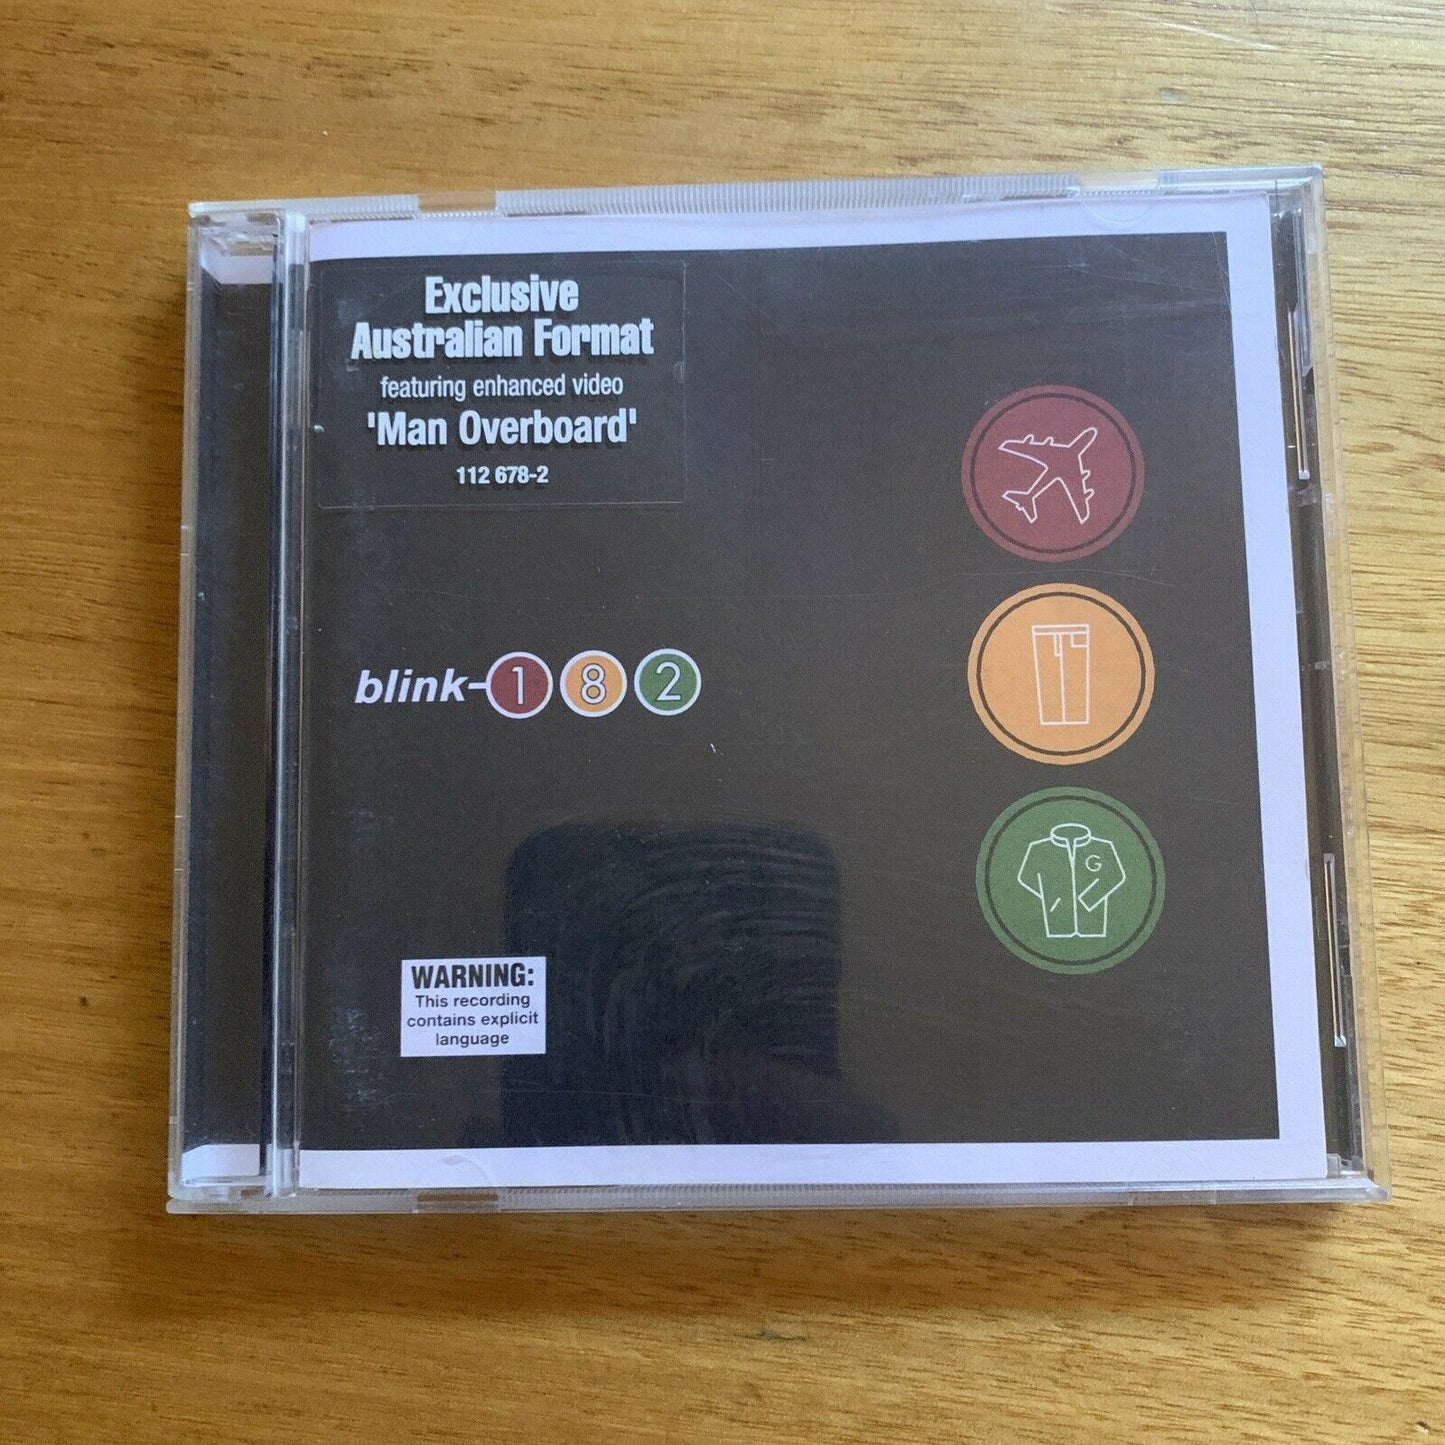 Exclusive
Australian Format
featuring enhanced video
'Man Overboard'
112 678-2
blink-182
G
WARNING:
This recording
contains explicit
language